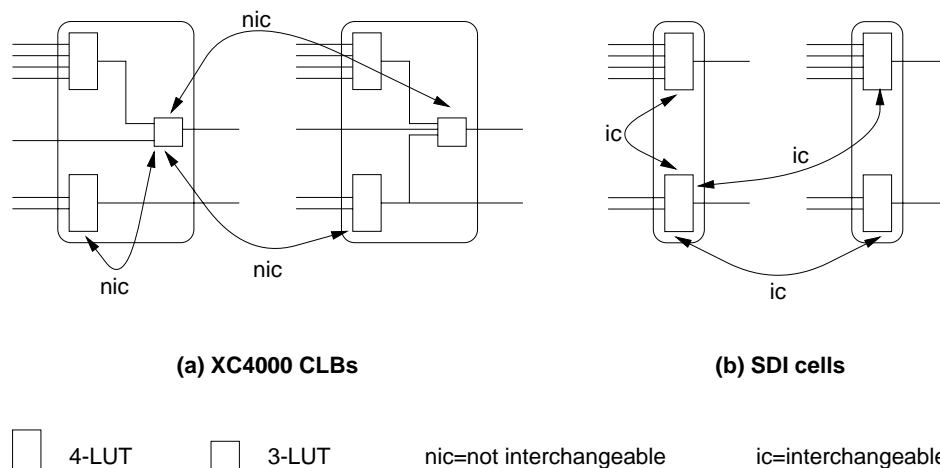 nic
nic
nic
ic
ic
ic
(a) XC4000 CLBs
(b) SDI cells
4-LUT
3-LUT
nic=not interchangeable
ic=interchangeable